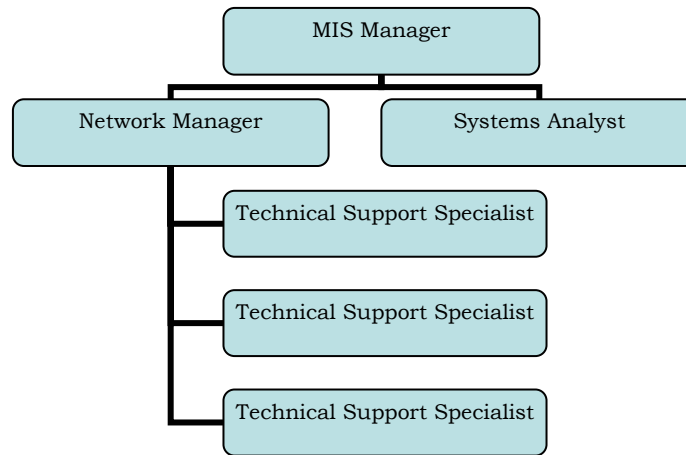 MIS Manager
Network Manager
Systems Analyst
Technical Support Specialist
Technical Support Specialist
Technical Support Specialist